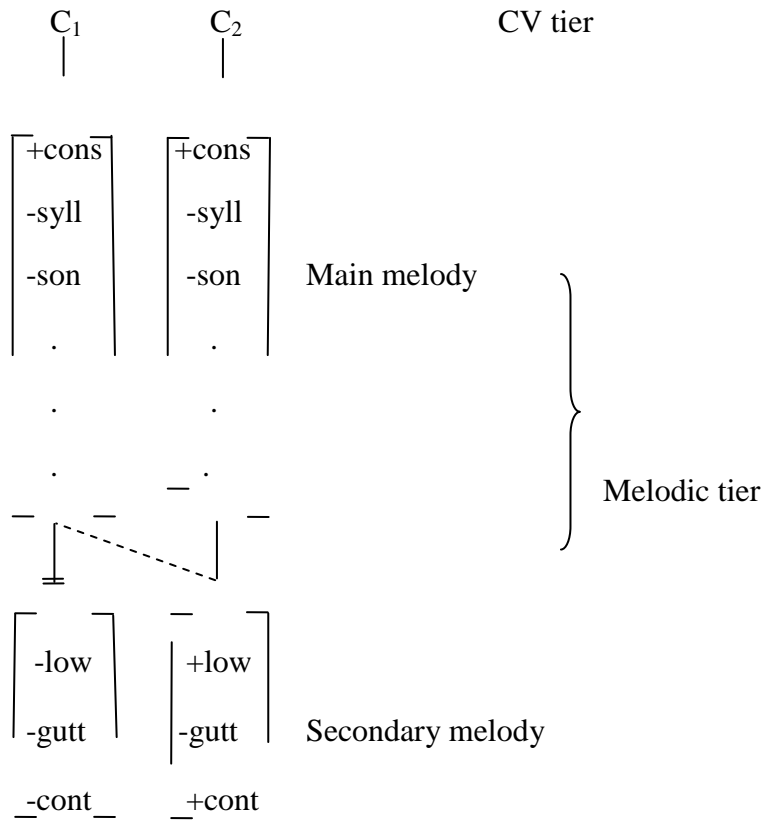 C₁ C₂ CV tier
+cons +cons
-syll -syll
-son -son Main melody
. .
. .
. .
Melodic tier
-low +low
-gutt -gutt Secondary melody
-cont +cont